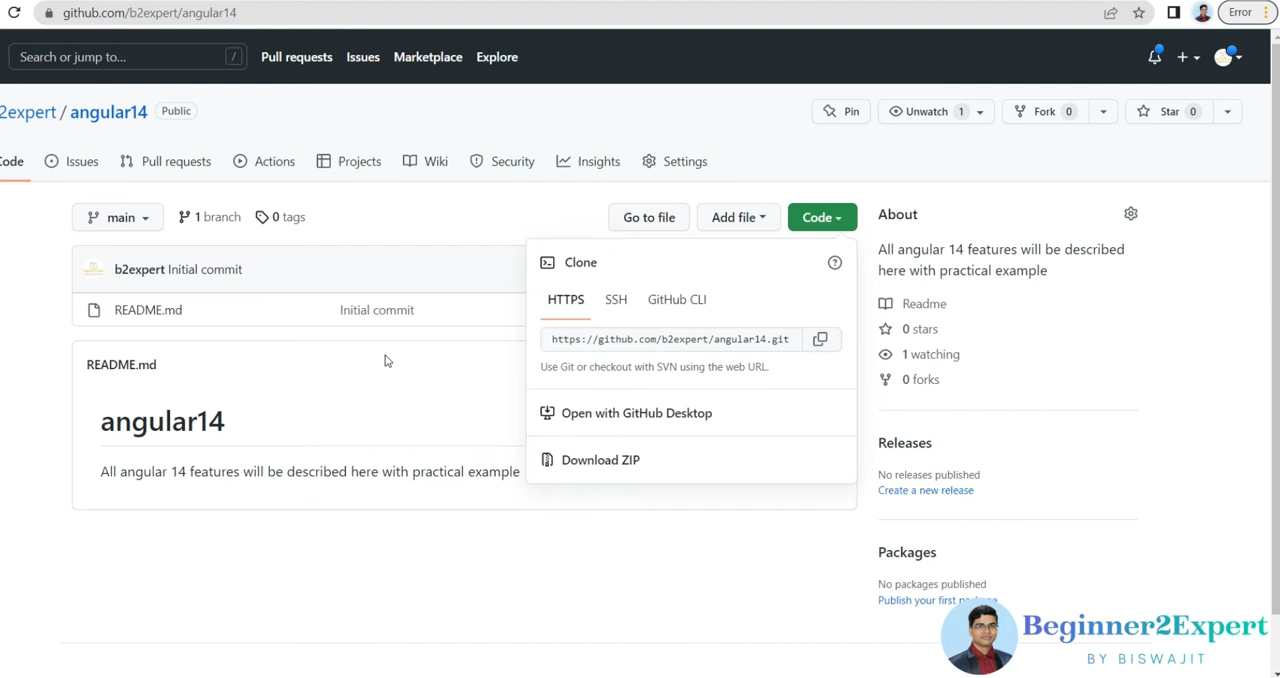 github.com/b2expert/angular14
Error
Search or jump to...
/
Pull requests
Issues
Marketplace
Explore
2expert / angular14
Public
Pin
Unwatch 1
Fork 0
Star 0
Code
Issues
Pull requests
Actions
Projects
Wiki
Security
Insights
Settings
main
1 branch
0 tags
Go to file
Add file
Code
b2expert Initial commit
README.md
Initial commit
README.md
angular14
All angular 14 features will be described here with practical example
Clone
HTTPS
SSH
GitHub CLI
https://github.com/b2expert/angular14.git
Use Git or checkout with SVN using the web URL.
Open with GitHub Desktop
Download ZIP
About
All angular 14 features will be described
here with practical example
Readme
0 stars
1 watching
0 forks
Releases
No releases published
Create a new release
Packages
No packages published
Publish your first package
Beginner2Expert
BY BISWAJIT